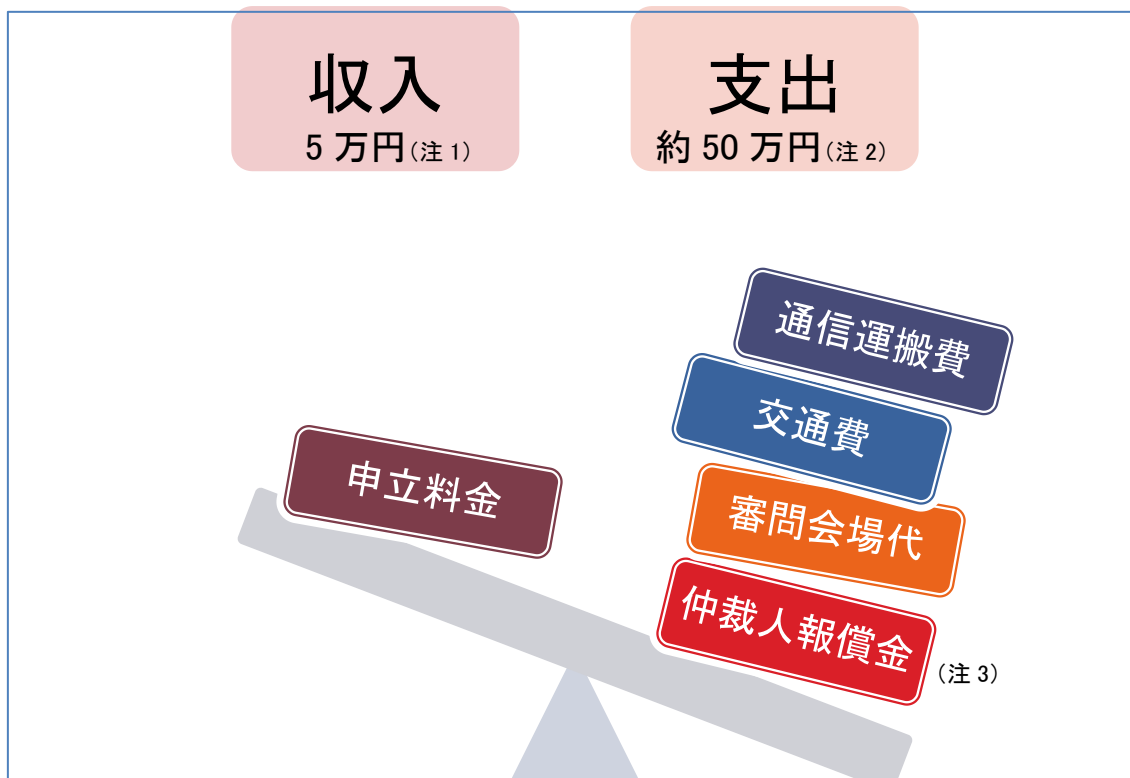 収入
5 万円(注 1)
支出
約 50 万円(注 2)
申立料金
通信運搬費
交通費
審問会場代
仲裁人報償金
(注 3)